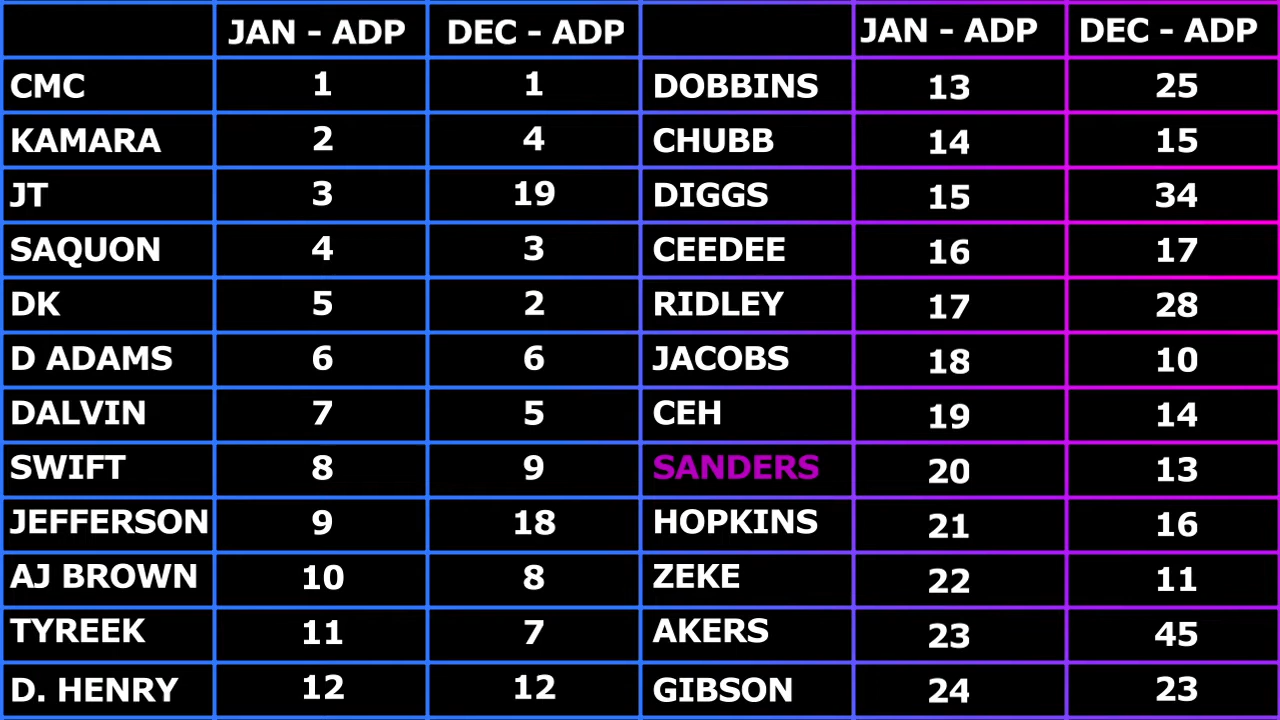 JAN - ADP DEC - ADP JAN - ADP DEC - ADP
CMC 1 1 DOBBINS 13 25
KAMARA 2 4 CHUBB 14 15
JT 3 19 DIGGS 15 34
SAQUON 4 3 CEEDEE 16 17
DK 5 2 RIDLEY 17 28
D ADAMS 6 6 JACOBS 18 10
DALVIN 7 5 CEH 19 14
SWIFT 8 9 SANDERS 20 13
JEFFERSON 9 18 HOPKINS 21 16
AJ BROWN 10 8 ZEKE 22 11
TYREEK 11 7 AKERS 23 45
D. HENRY 12 12 GIBSON 24 23